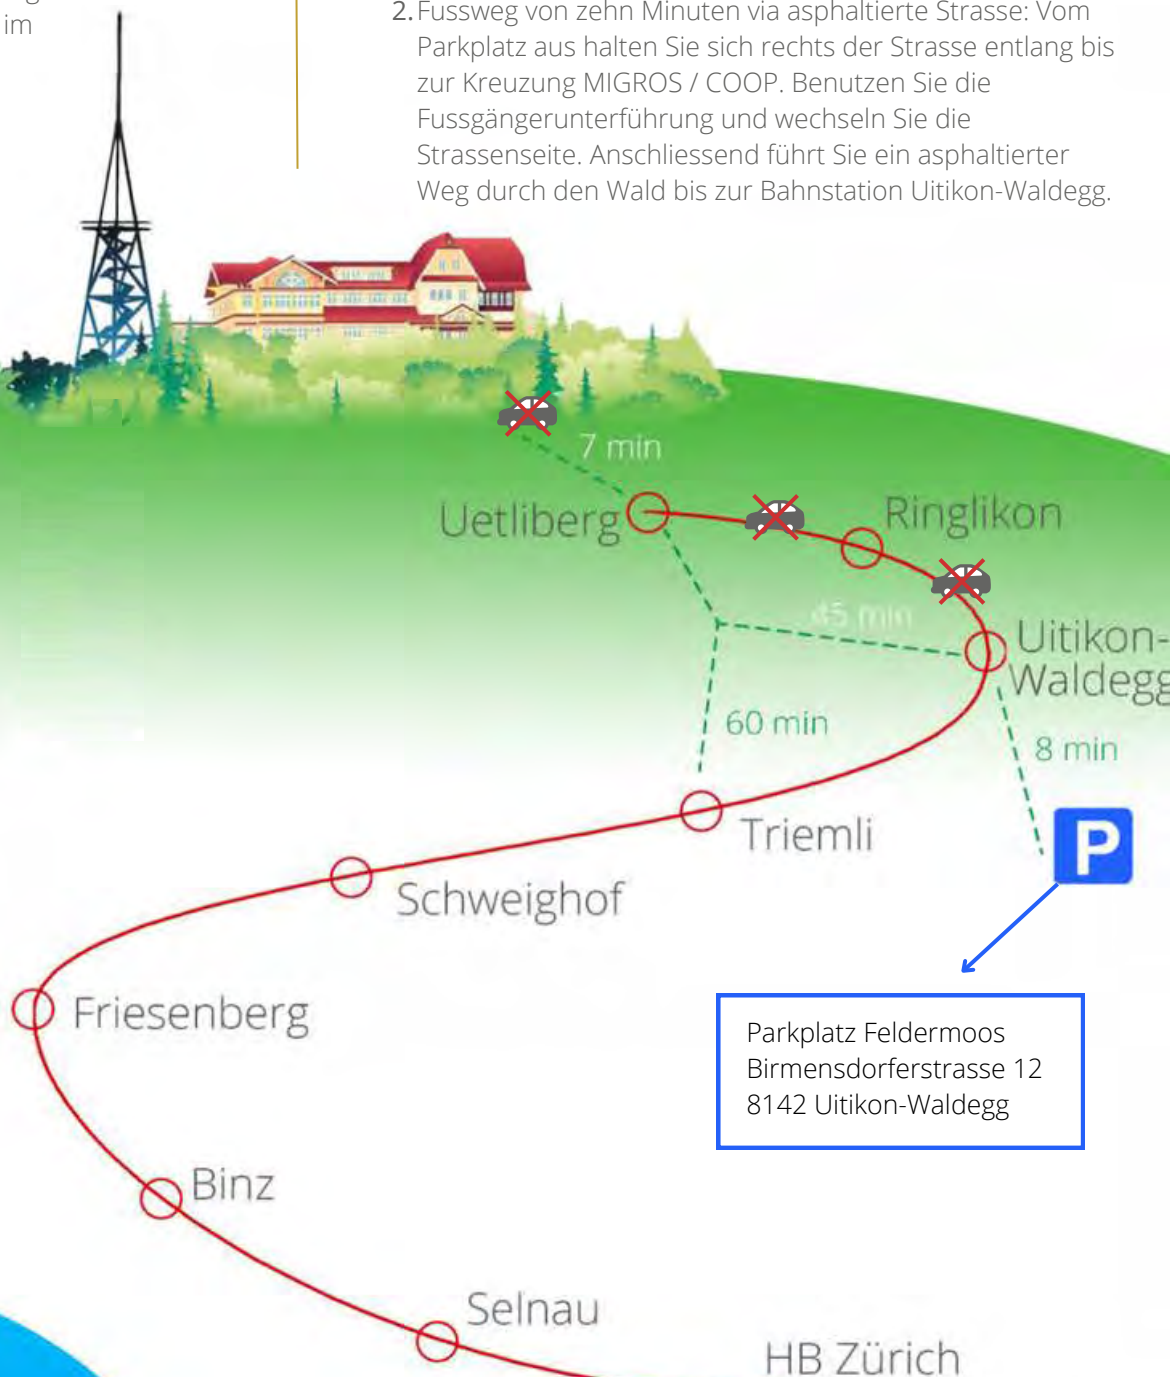 im
2. Fussweg von zehn Minuten via asphaltierte Strasse: Vom
Parkplatz aus halten Sie sich rechts der Strasse entlang bis
zur Kreuzung MIGROS / COOP. Benutzen Sie die
Fussgängerunterführung und wechseln Sie die
Strassenseite. Anschliessend führt Sie ein asphaltierter
Weg durch den Wald bis zur Bahnstation Uitikon-Waldegg.
7 min
Uetliberg
Ringlikon
45 min
Uitikon-
Waldegg
60 min
8 min
P
Triemli
Schweighof
Friesenberg
Parkplatz Feldermoos
Birmensdorferstrasse 12
8142 Uitikon-Waldegg
Binz
Selnau
HB Zürich